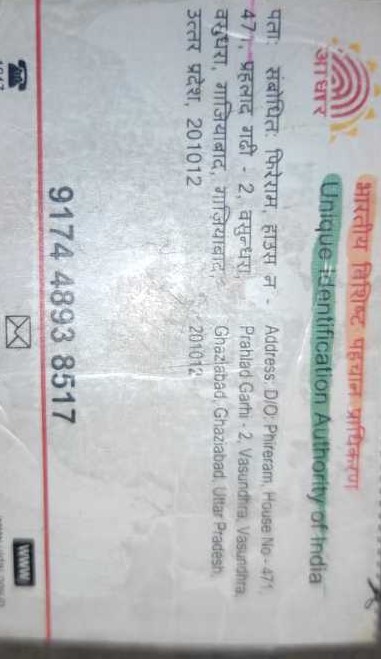 भारतीय विशिष्ट पहचान प्राधिकरण
Unique Identification Authority of India
आधार
पता: संबोधित: फिरेराम, हाउस न -
471, प्रहलाद गढी - 2, वसुन्धरा,
वसुंधरा, गाजियाबाद, गाज़ियाबाद,
उत्तर प्रदेश, 201012
Address: D/O: Phireram, House No- 471,
Prahlad Garhi - 2, Vasundhra, Vasundhra,
Ghaziabad, Ghaziabad, Uttar Pradesh,
201012
9174 4893 8517
www